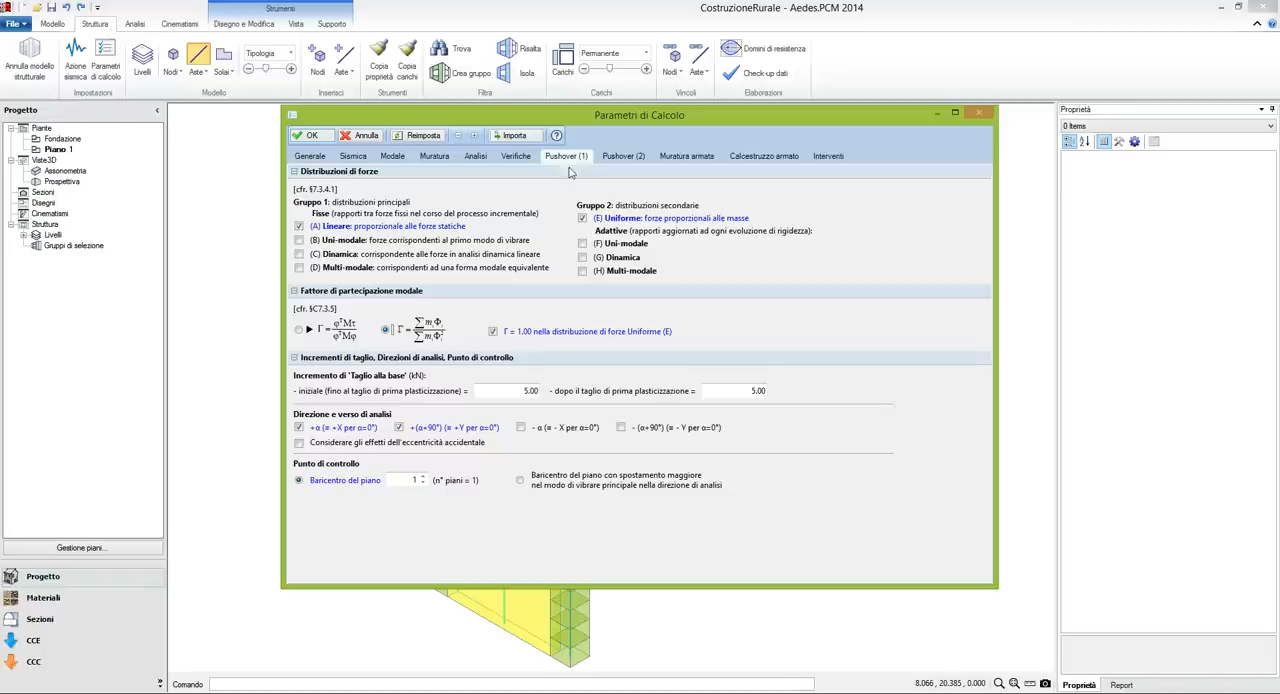 CostruzioneRurale - Aedes.PCM 2014
Strumenti
File
Modello
Struttura
Analisi
Cinematismi
Disegno e Modifica
Vista
Supporto
Annulla modello strutturale
Azione sismica
Parametri di calcolo
Livelli
Nodi
Aste
Solai
Tipologia
Nodi
Aste
Copia proprietà
Copia carichi
Trova
Crea gruppo
Risalta
Isola
Carichi
Permanente
Nodi
Aste
Domini di resistenza
Check-up dati
Impostazioni
Modello
Inserisci
Strumenti
Filtra
Carichi
Vincoli
Elaborazioni
Progetto
Piante
Fondazione
Piano 1
Viste3D
Assonometria
Prospettiva
Sezioni
Disegni
Cinematismi
Struttura
Livelli
Gruppi di selezione
Gestione piani...
Progetto
Materiali
Sezioni
CCE
CCC
Parametri di Calcolo
OK
Annulla
Reimposta
Importa
Generale
Sismica
Modale
Muratura
Analisi
Verifiche
Pushover (1)
Pushover (2)
Muratura armata
Calcestruzzo armato
Interventi
Distribuzioni di forze
[cfr. §7.3.4.1]
Gruppo 1: distribuzioni principali
Fisse (rapporti tra forze fissi nel corso del processo incrementale)
(A) Lineare: proporzionale alle forze statiche
(B) Uni-modale: forze corrispondenti al primo modo di vibrare
(C) Dinamica: corrispondente alle forze in analisi dinamica lineare
(D) Multi-modale: corrispondenti ad una forma modale equivalente
Gruppo 2: distribuzioni secondarie
(E) Uniforme: forze proporzionali alle masse
Adattive (rapporti aggiornati ad ogni evoluzione di rigidezza):
(F) Uni-modale
(G) Dinamica
(H) Multi-modale
Fattore di partecipazione modale
[cfr. §C7.3.5]
Γ = φᵀMτ / φᵀMφ
Γ = ∑ mᵢΦᵢ / ∑ mᵢΦᵢ²
Γ = 1.00 nella distribuzione di forze Uniforme (E)
Incrementi di taglio, Direzioni di analisi, Punto di controllo
Incremento di 'Taglio alla base' (kN):
- iniziale (fino al taglio di prima plasticizzazione) = 5.00 - dopo il taglio di prima plasticizzazione = 5.00
Direzione e verso di analisi
+α (≡ +X per α=0°) +(α+90°) (≡ +Y per α=0°) - α (≡ - X per α=0°) - (α+90°) (≡ - Y per α=0°)
Considerare gli effetti dell'eccentricità accidentale
Punto di controllo
Baricentro del piano 1 (n° piani = 1)
Baricentro del piano con spostamento maggiore
nel modo di vibrare principale nella direzione di analisi
Proprietà
0 Items
Comando
8.066 , 20.385 , 0.000
Proprietà
Report